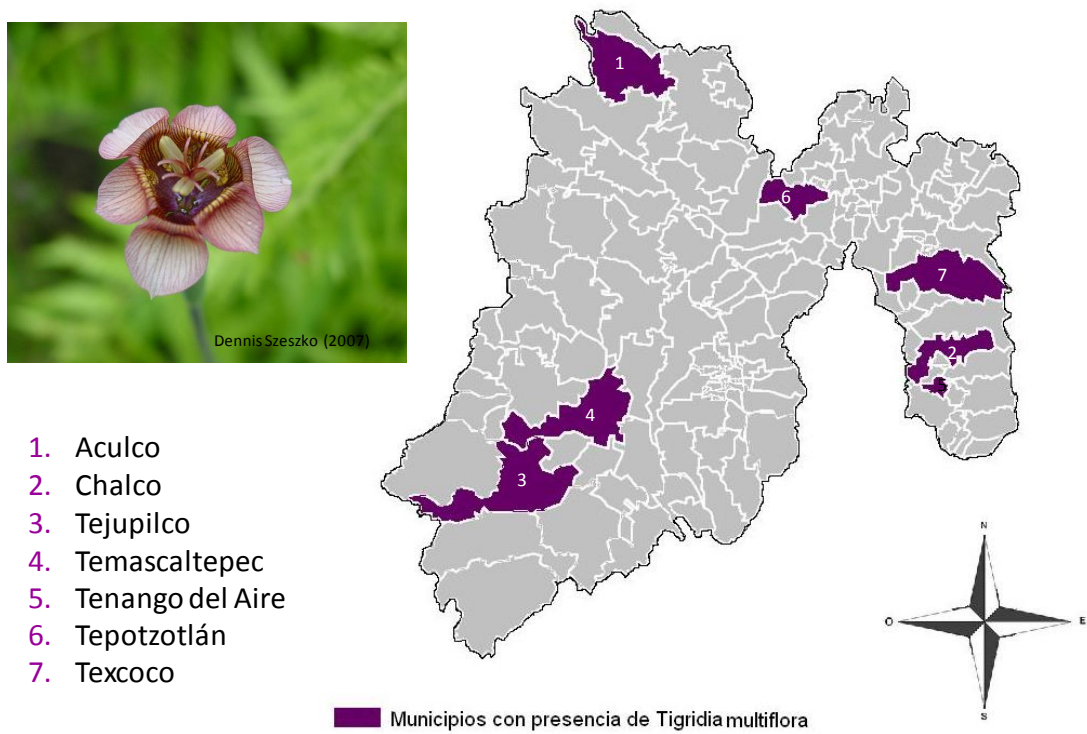 Dennis Szeszko (2007)
1. Aculco
2. Chalco
3. Tejupilco
4. Temascaltepec
5. Tenango del Aire
6. Tepotzotlán
7. Texcoco
1
6
7
2
5
4
3
N
O
E
S
Municipios con presencia de Tigridia multiflora